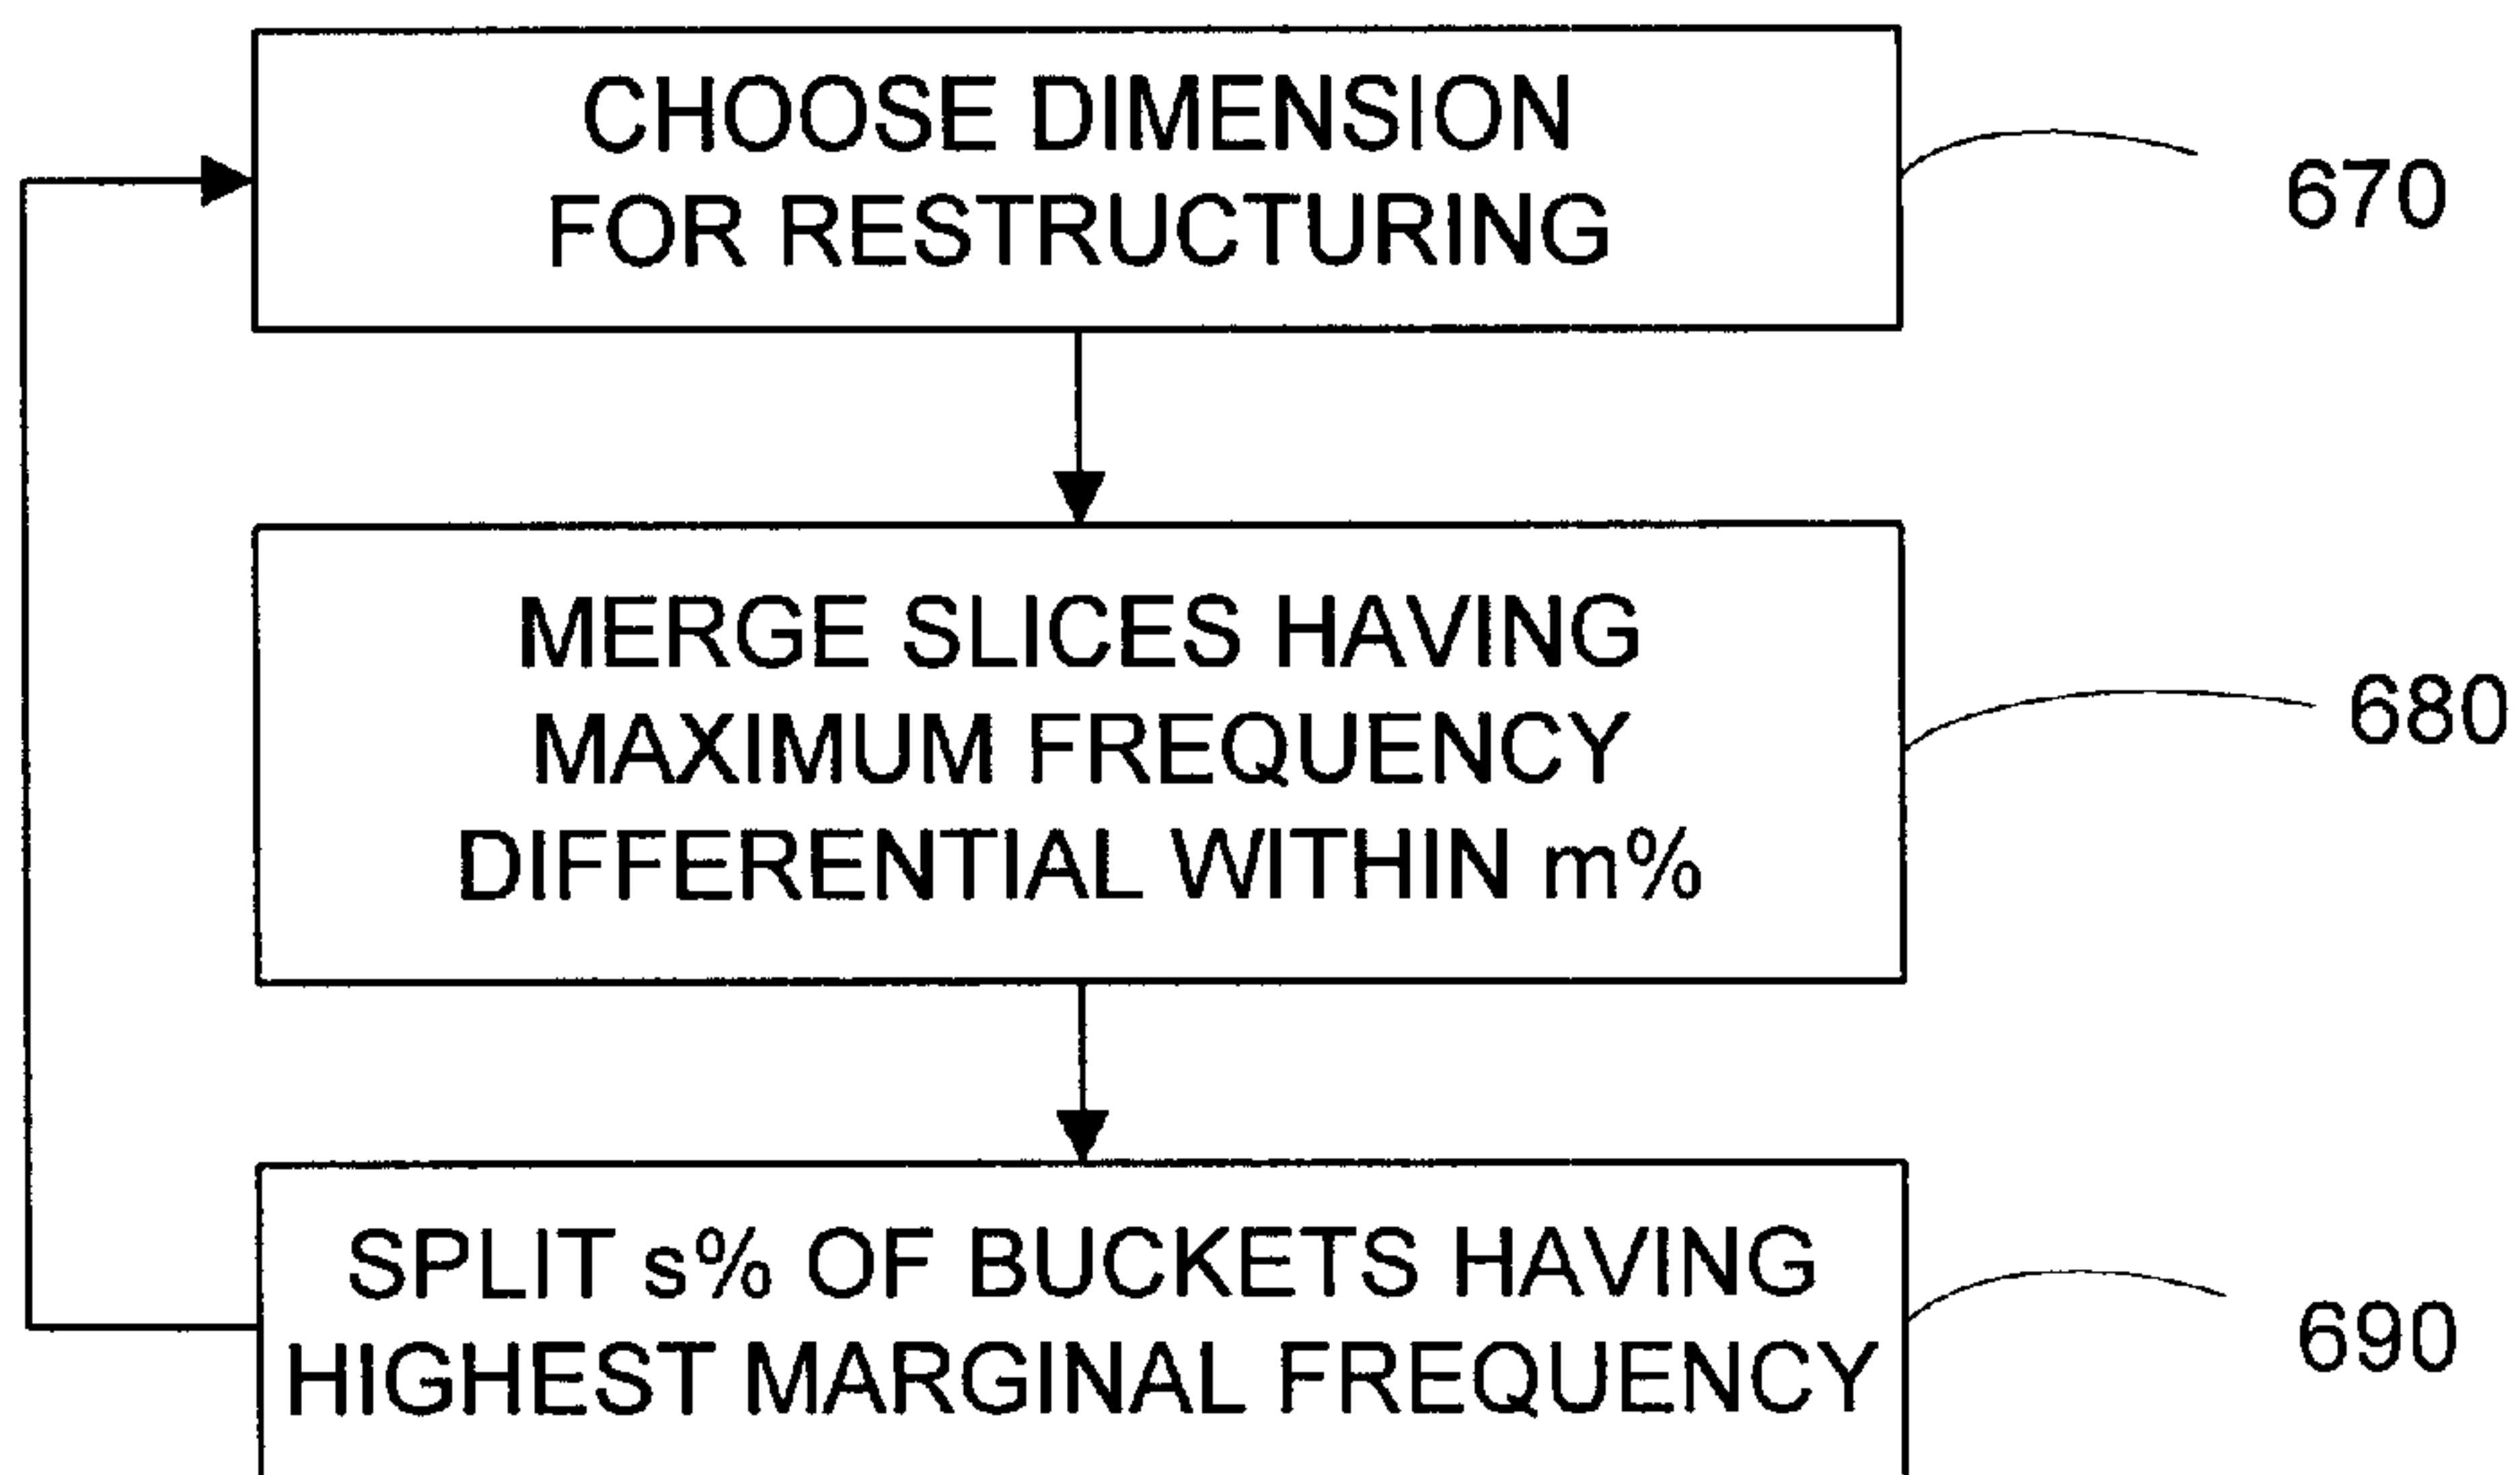 CHOOSE DIMENSION
FOR RESTRUCTURING
670
MERGE SLICES HAVING
MAXIMUM FREQUENCY
DIFFERENTIAL WITHIN m%
680
SPLIT s% OF BUCKETS HAVING
HIGHEST MARGINAL FREQUENCY
690